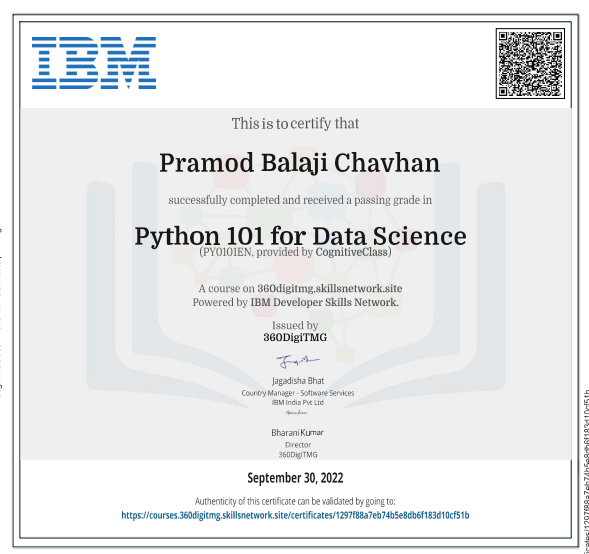 IBM
This is to certify that
Pramod Balaji Chavhan
successfully completed and received a passing grade in
Python 101 for Data Science
(PY0101EN, provided by CognitiveClass)
A course on 360digitmg.skillsnetwork.site
Powered by IBM Developer Skills Network.
Issued by
360DigiTMG
Jagadisha Bhat
Country Manager - Software Services
IBM India Pvt Ltd
Bharani Kumar
Director
360DigiTMG
September 30, 2022
Authenticity of this certificate can be validated by going to:
https://courses.360digitmg.skillsnetwork.site/certificates/1297f88a7eb74b5e8db6f183d10cf51b